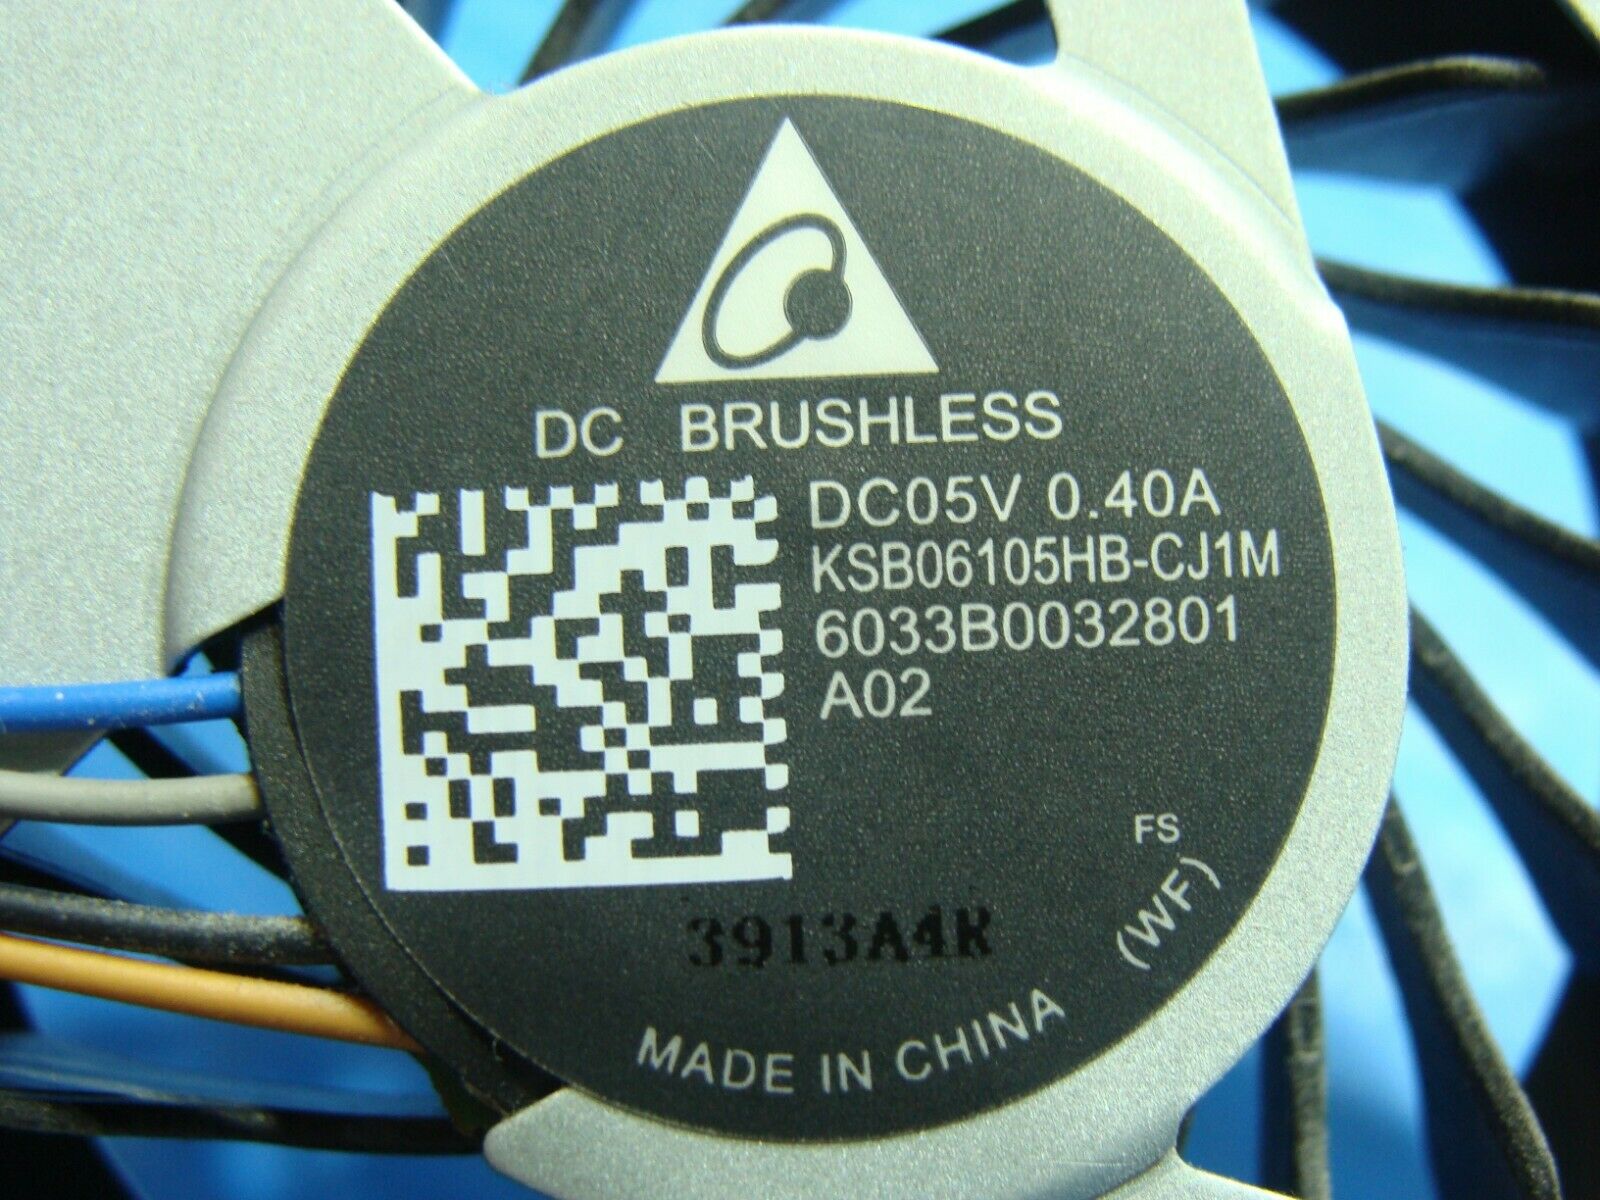 DC BRUSHLESS
DC05V 0.40A
KSB06105HB-CJ1M
6033B0032801
A02
FS
(WF)
3913A4R
MADE IN CHINA